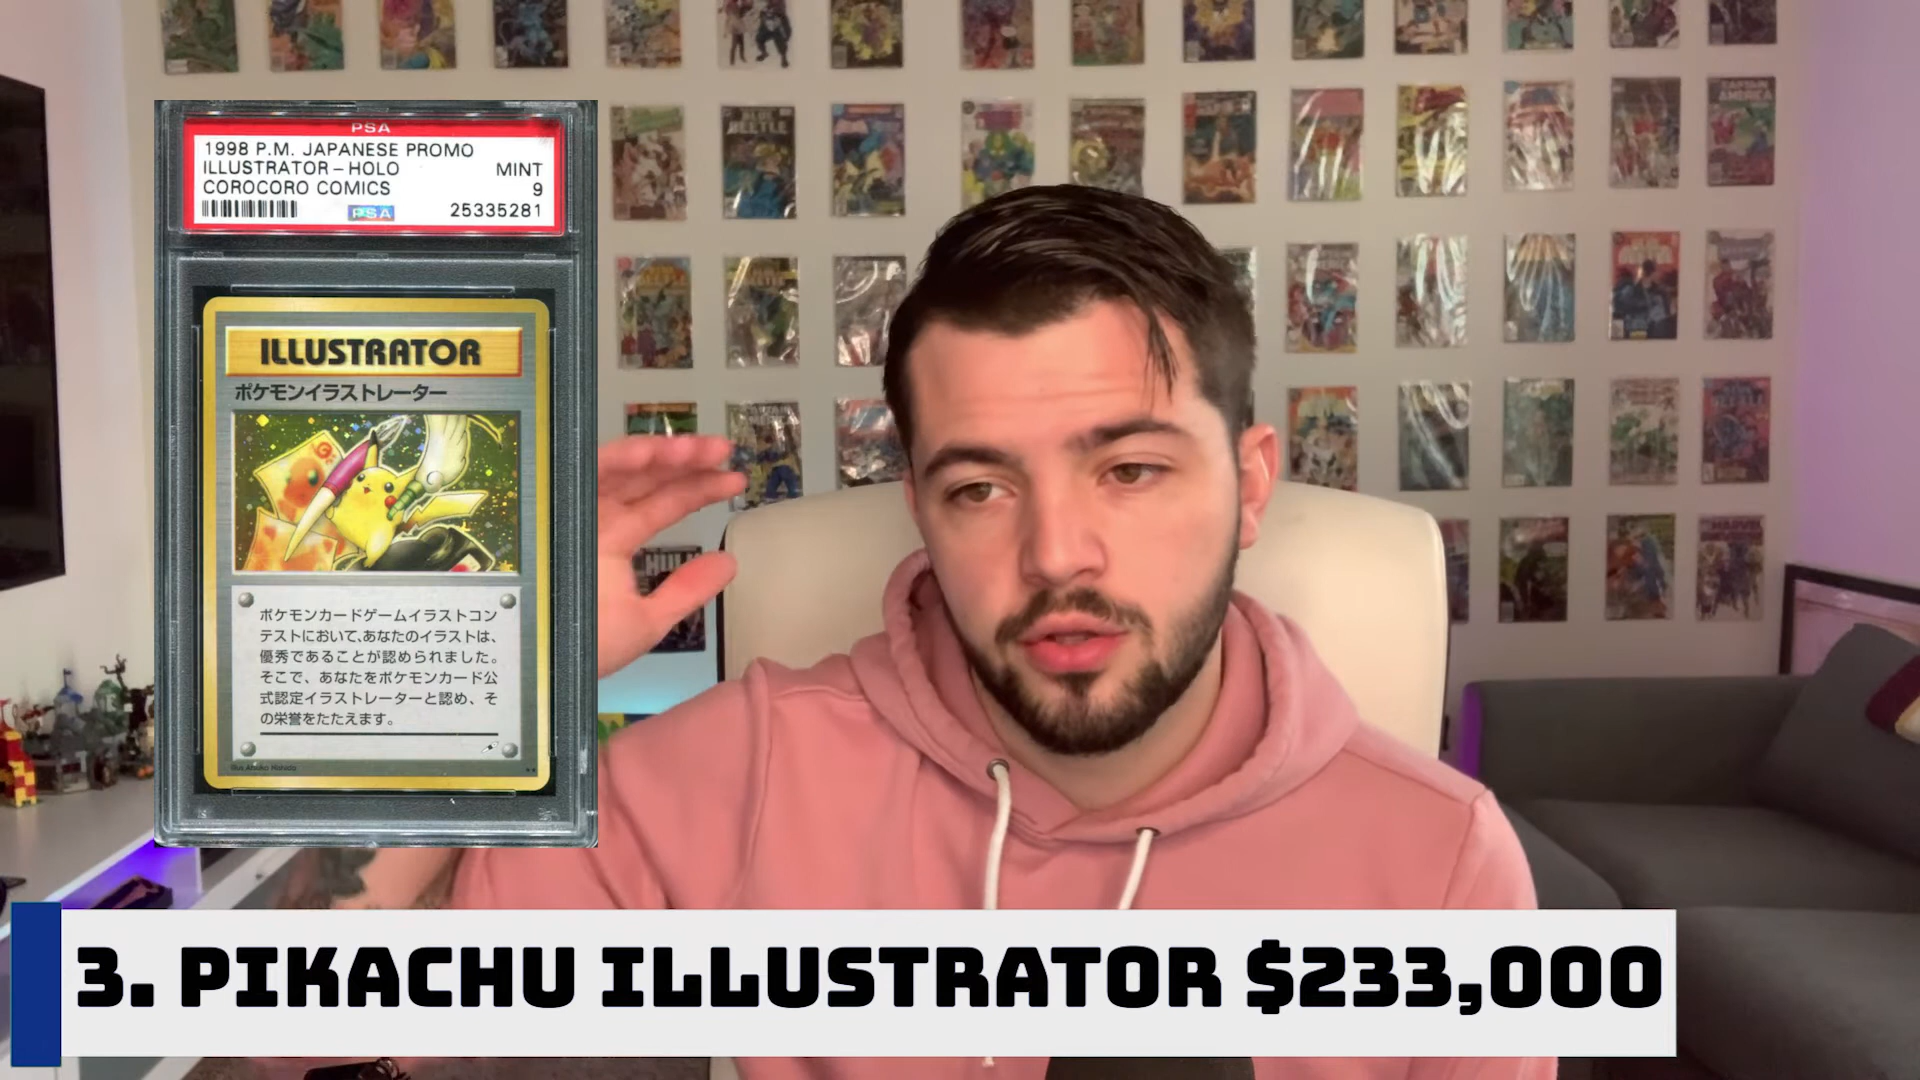 PSA
1998 P.M. JAPANESE PROMO
ILLUSTRATOR-HOLO MINT
COROCORO COMICS 9
PSA 25335281
ILLUSTRATOR
ポケモンイラストレーター
ポケモンカードゲームイラストコン
テストにおいて、あなたのイラストは、
優秀であることが認められました。
そこで、あなたをポケモンカード公
式認定イラストレーターと認め、そ
の栄誉をたたえます。
BLUE
BEETLE
CAPTAIN
AMERICA
HULK
3. PIKACHU ILLUSTRATOR $233,000